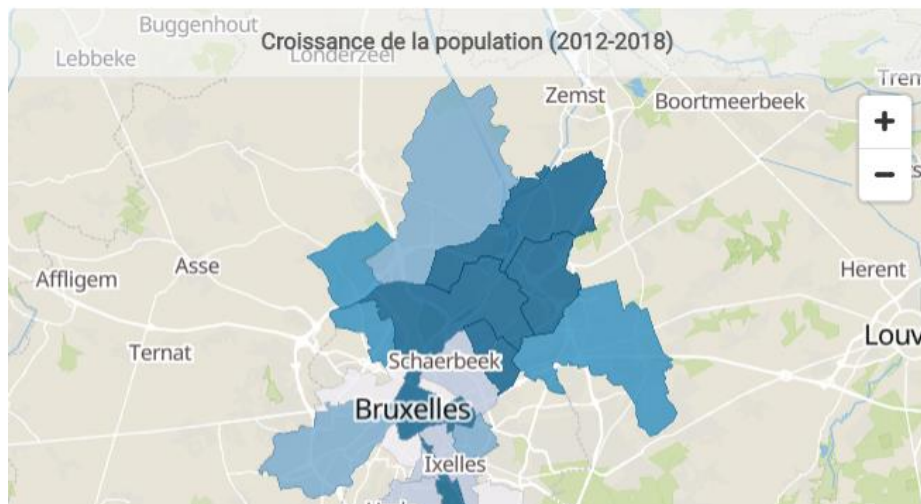 Buggenhout
Croissance de la population (2012-2018)
Lebbeke
Londerzeel
Zemst
Boortmeerbeek
+
−
Affligem
Asse
Herent
Ternat
Schaerbeek
Bruxelles
Ixelles